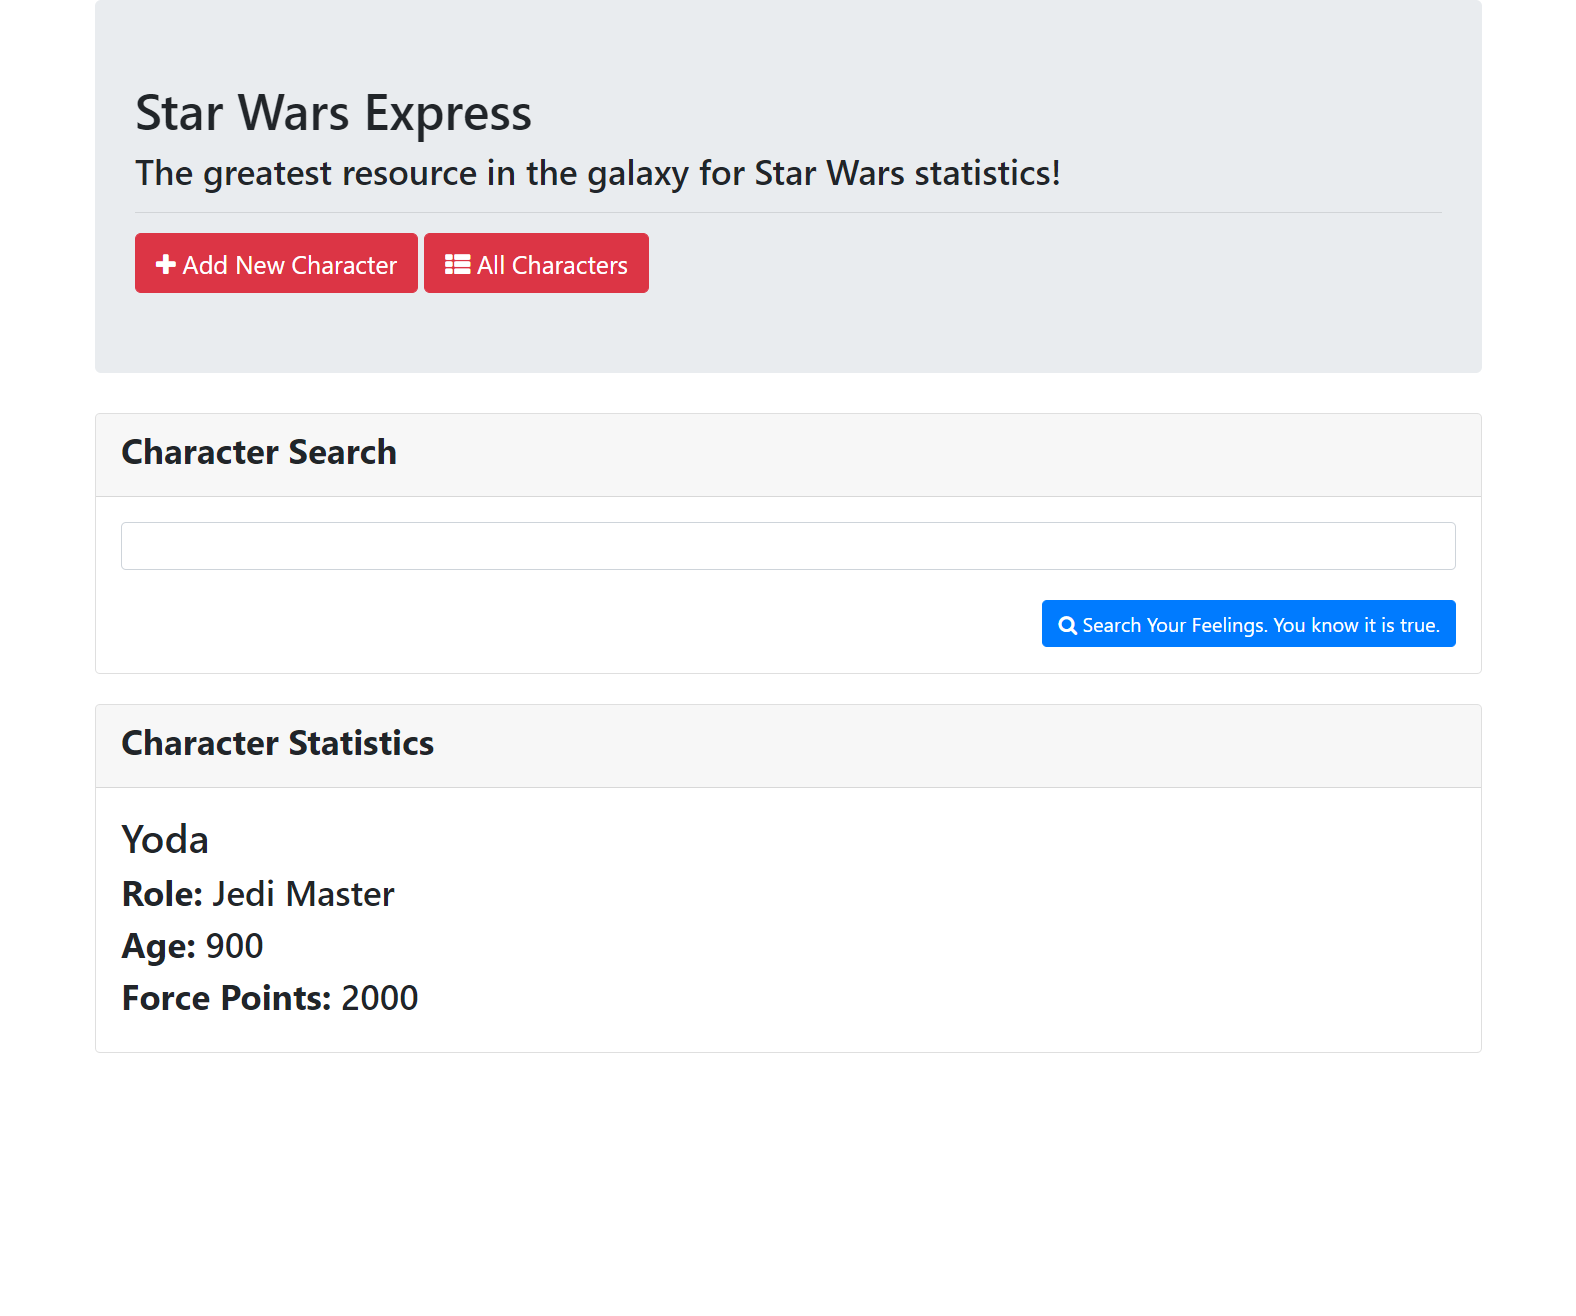 Star Wars Express
The greatest resource in the galaxy for Star Wars statistics!
Add New Character All Characters
Character Search
Search Your Feelings. You know it is true.
Character Statistics
Yoda
Role: Jedi Master
Age: 900
Force Points: 2000